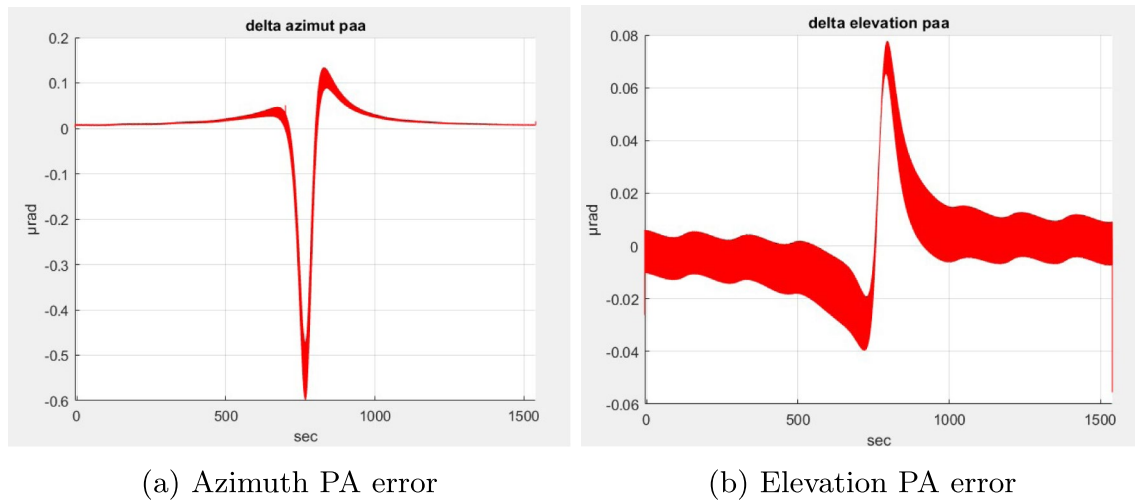 delta azimut paa
0.2
0.1
0
-0.1
-0.2
-0.3
-0.4
-0.5
-0.6
µrad
0 500 1000 1500
sec
(a) Azimuth PA error
delta elevation paa
0.08
0.06
0.04
0.02
0
-0.02
-0.04
-0.06
µrad
0 500 1000 1500
sec
(b) Elevation PA error